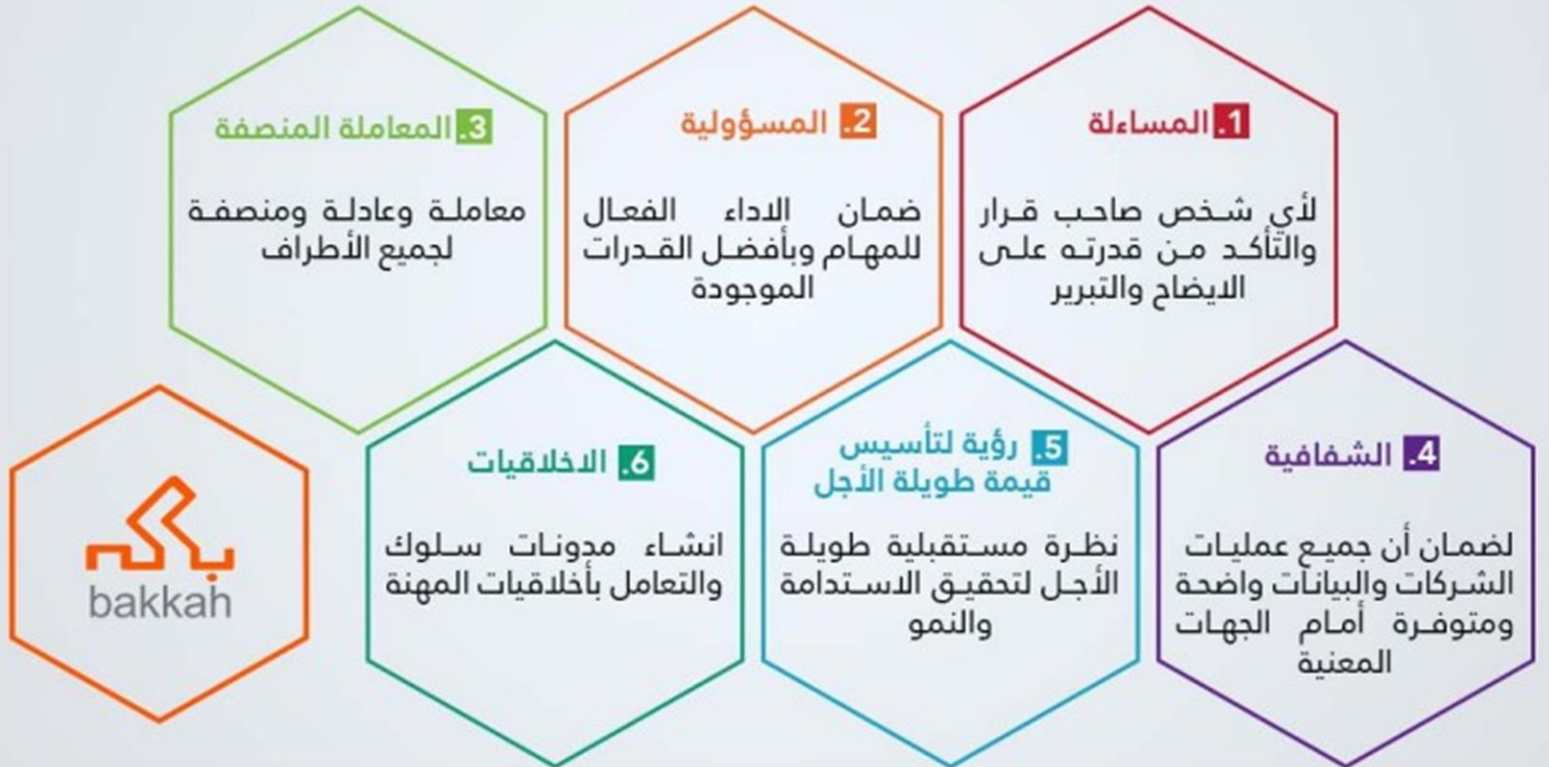 1. المساءلة
لأي شخص صاحب قرار
والتأكد من قدرته على
الايضاح والتبرير
2. المسؤولية
ضمان الاداء الفعال
للمهام وبأفضل القدرات
الموجودة
3. المعاملة المنصفة
معاملة وعادلة ومنصفة
لجميع الأطراف
4. الشفافية
لضمان أن جميع عمليات
الشركات والبيانات واضحة
ومتوفرة أمام الجهات
المعنية
5. رؤية لتأسيس
قيمة طويلة الأجل
نظرة مستقبلية طويلة
الأجل لتحقيق الاستدامة
والنمو
6. الاخلاقيات
انشاء مدونات سلوك
والتعامل بأخلاقيات المهنة
بكه
bakkah